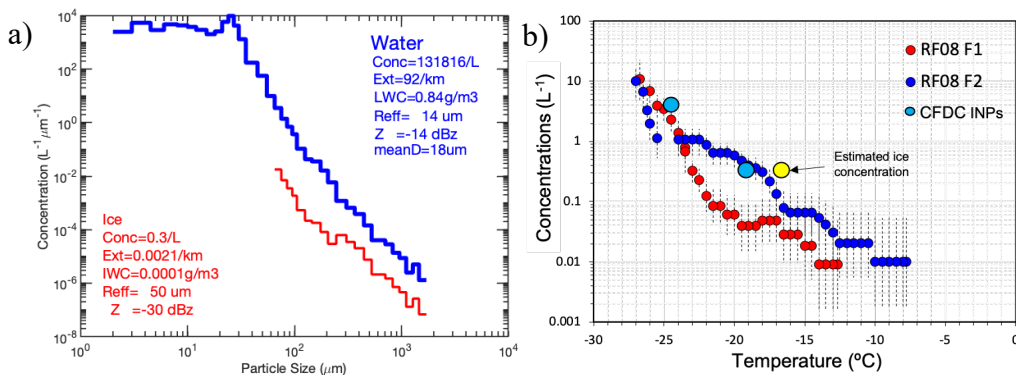 a)
10^4
10^2
10^0
10^-2
10^-4
10^-6
10^-8
Concentration (L^-1 μm^-1)
Water
Conc=131816/L
Ext=92/km
LWC=0.84g/m3
Reff= 14 um
Z =-14 dBz
meanD=18um
Ice
Conc=0.3/L
Ext=0.0021/km
IWC=0.0001g/m3
Reff= 50 um
Z =-30 dBz
10^0
10^1
10^2
10^3
10^4
Particle Size (μm)
b)
100
10
1
0.1
0.01
0.001
Concentrations (L^-1)
RF08 F1
RF08 F2
CFDC INPs
Estimated ice
concentration
-30
-25
-20
-15
-10
-5
0
Temperature (ºC)